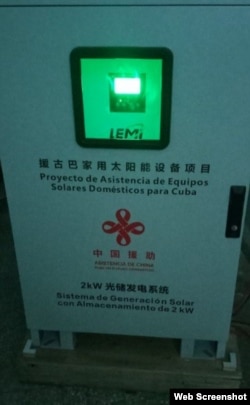 LEMI
援古巴家用太阳能设备项目
Proyecto de Asistencia de Equipos
Solares Domésticos para Cuba
中国援助
ASISTENCIA DE CHINA
2kW 光储发电系统
Sistema de Generación Solar
con Almacenamiento de 2 kW
Web Screenshot